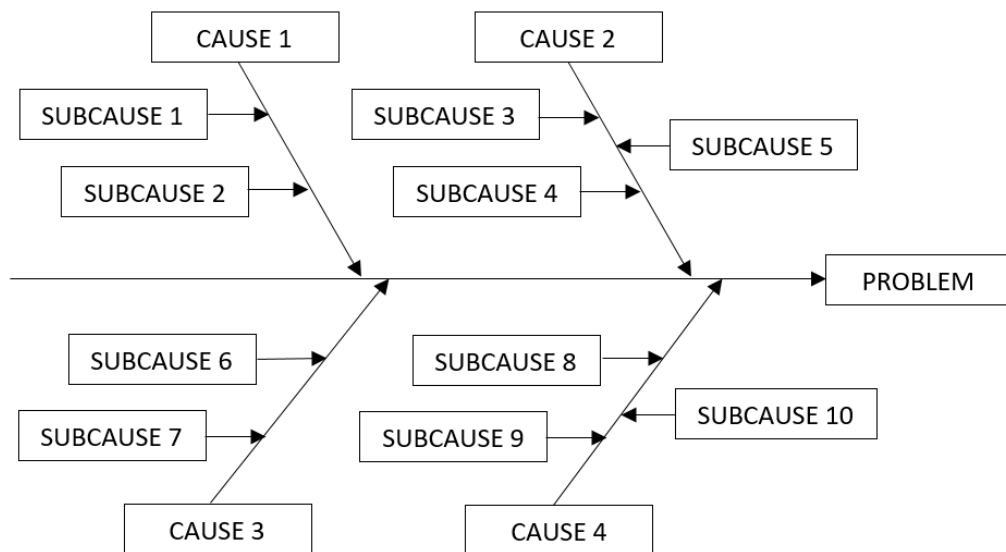 CAUSE 1
CAUSE 2
SUBCAUSE 1
SUBCAUSE 3
SUBCAUSE 5
SUBCAUSE 2
SUBCAUSE 4
PROBLEM
SUBCAUSE 6
SUBCAUSE 8
SUBCAUSE 10
SUBCAUSE 7
SUBCAUSE 9
CAUSE 3
CAUSE 4